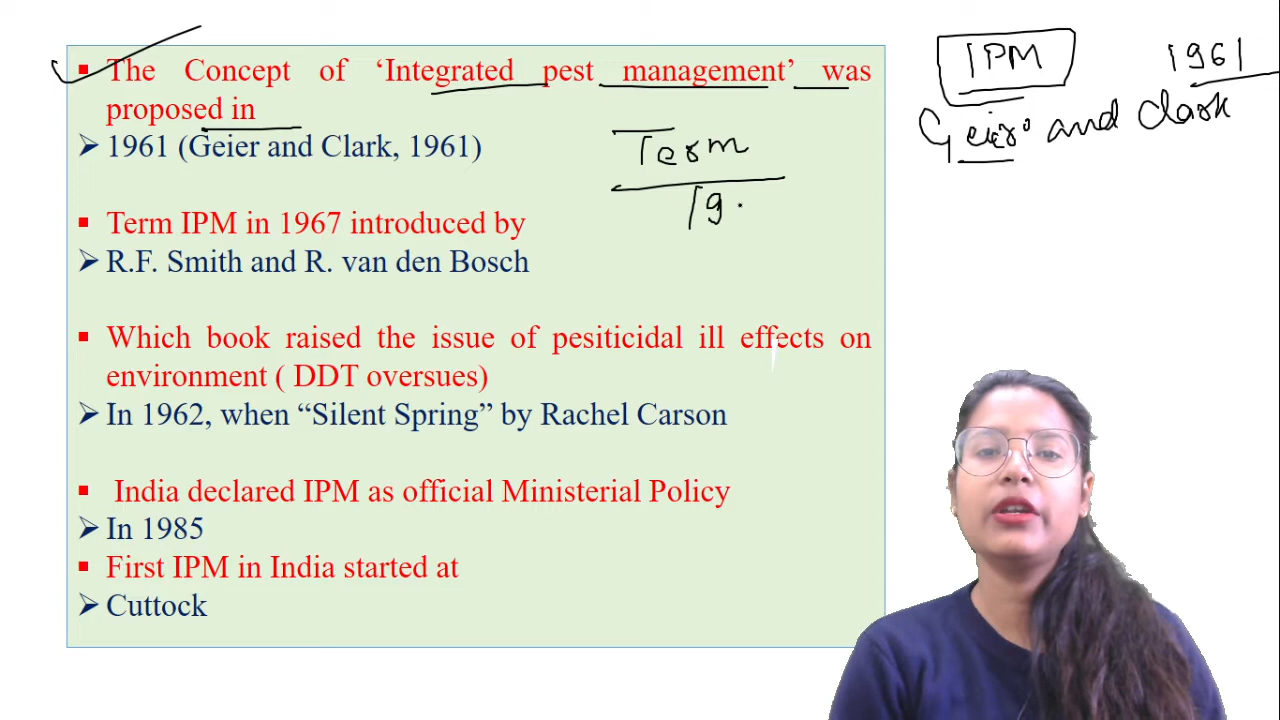 The Concept of ‘Integrated pest management’ was
proposed in
1961 (Geier and Clark, 1961)
Term IPM in 1967 introduced by
R.F. Smith and R. van den Bosch
Which book raised the issue of pesiticidal ill effects on
environment ( DDT oversues)
In 1962, when “Silent Spring” by Rachel Carson
India declared IPM as official Ministerial Policy
In 1985
First IPM in India started at
Cuttock
Term
19
IPM 1961
Geier and Clark